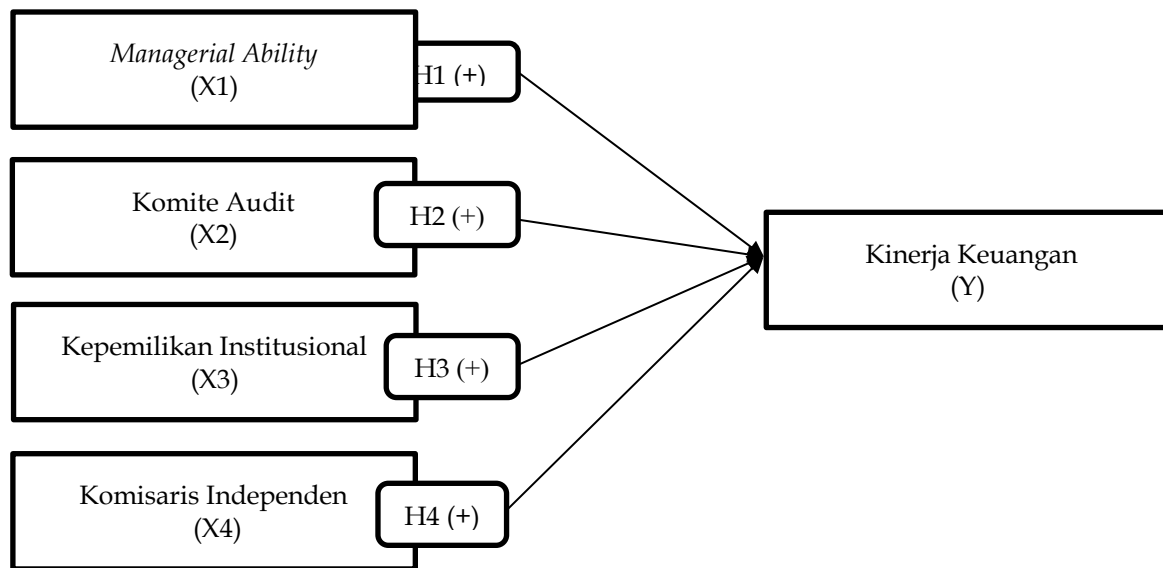 Managerial Ability
(X1)
H1 (+)
Komite Audit
(X2)
H2 (+)
Kepemilikan Institusional
(X3)
H3 (+)
Komisaris Independen
(X4)
H4 (+)
Kinerja Keuangan
(Y)